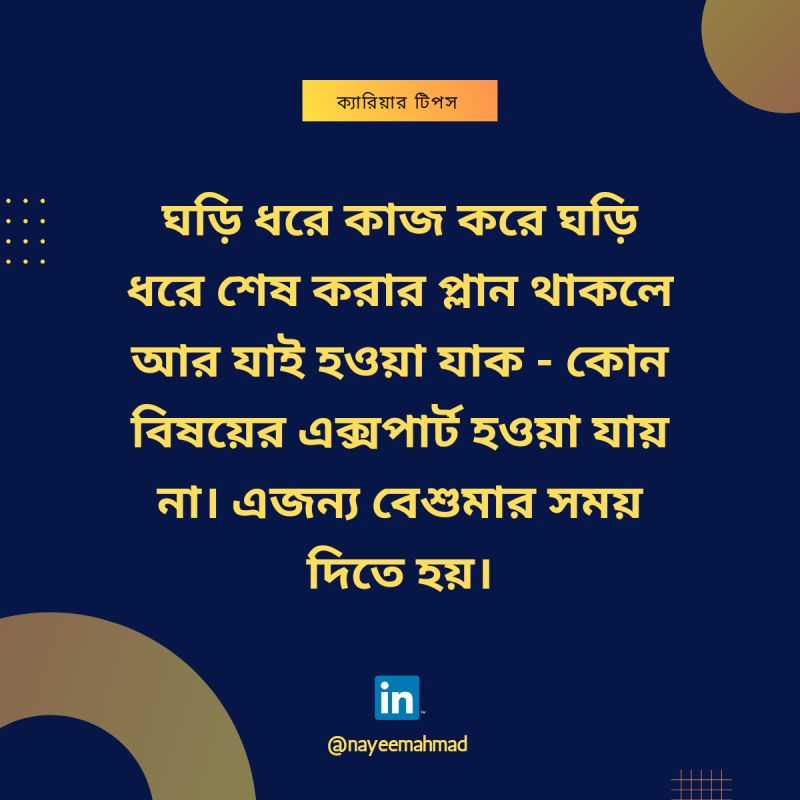 ক্যারিয়ার টিপস
ঘড়ি ধরে কাজ করে ঘড়ি
ধরে শেষ করার প্লান থাকলে
আর যাই হওয়া যাক - কোন
বিষয়ের এক্সপার্ট হওয়া যায়
না। এজন্য বেশুমার সময়
দিতে হয়।
in
@nayeemahmad